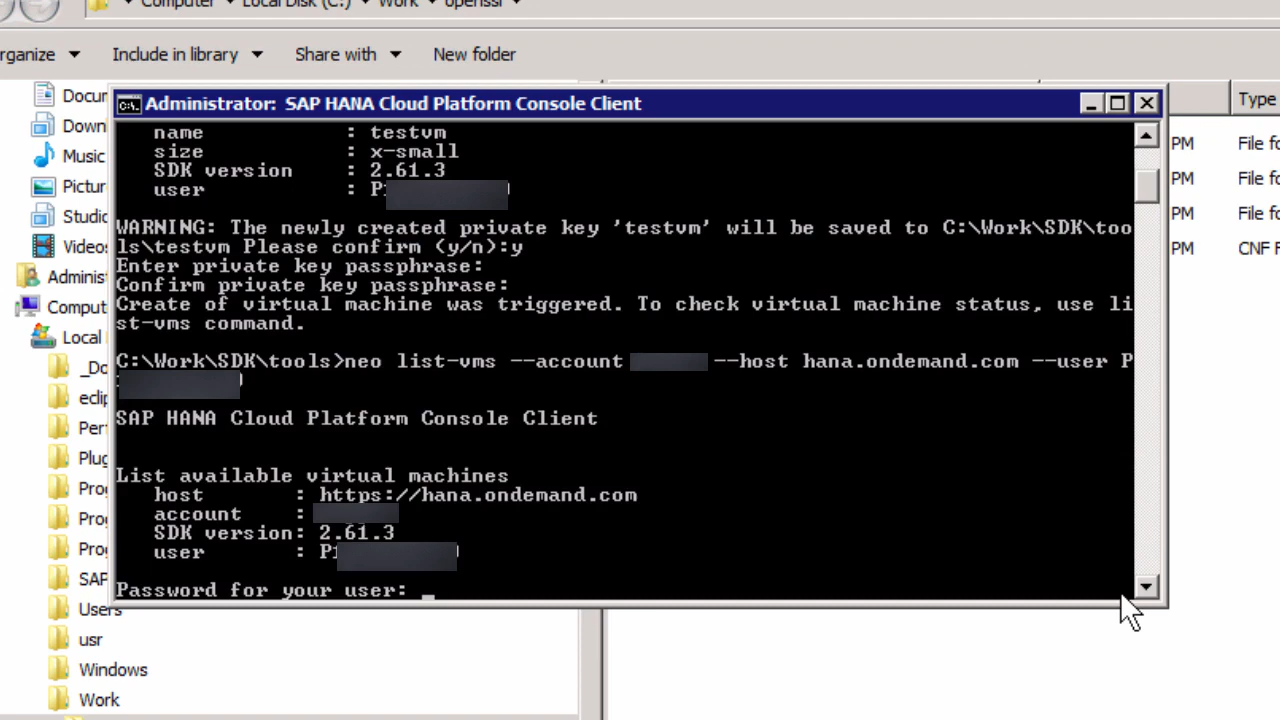 Computer Local Disk (C:) Work openssl
rganize Include in library Share with New folder
Administrator: SAP HANA Cloud Platform Console Client
name : testvm
size : x-small
SDK version : 2.61.3
user : P
WARNING: The newly created private key 'testvm' will be saved to C:\Work\SDK\too
ls\testvm Please confirm (y/n):y
Enter private key passphrase:
Confirm private key passphrase:
Create of virtual machine was triggered. To check virtual machine status, use li
st-vms command.
C:\Work\SDK\tools>neo list-vms --account --host hana.ondemand.com --user P
SAP HANA Cloud Platform Console Client
List available virtual machines
host : https://hana.ondemand.com
account :
SDK version: 2.61.3
user : P
Password for your user: _
Docur
Downl
Music
Pictur
Studio
Videos
Adminis
Comput
Local
_Do
eclip
Per
Plug
Prog
Prog
Prog
SAP
Users
usr
Windows
Work
Type
PM File fo
PM File fo
PM File fo
PM CNF F